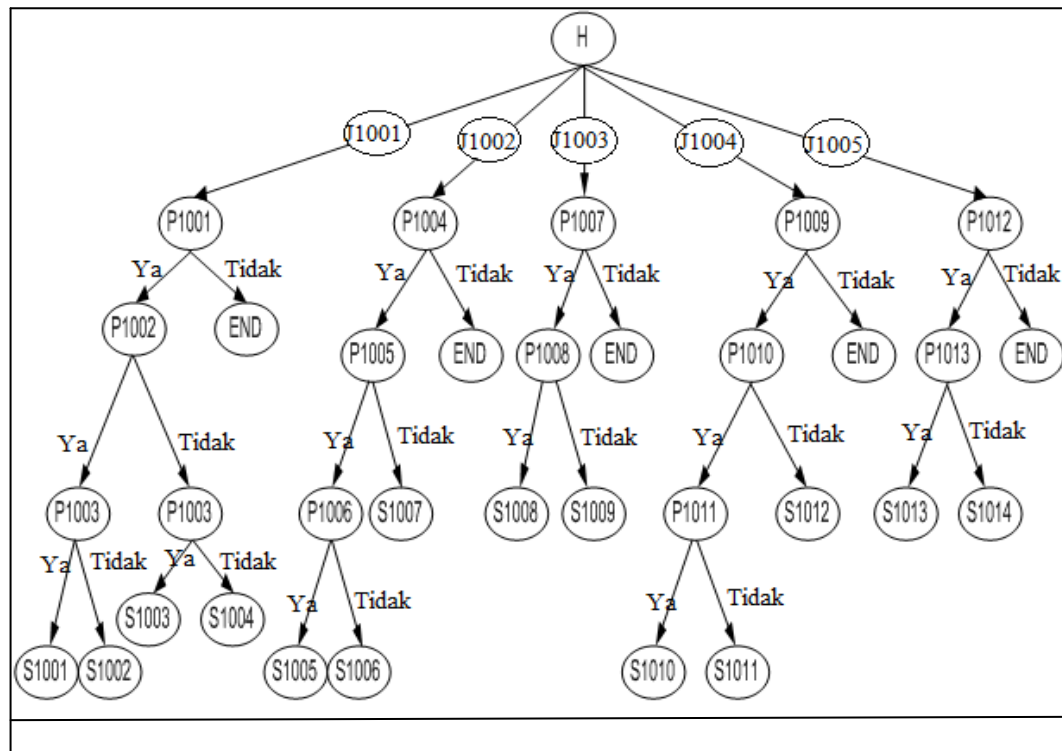 H
J1001 J1002 J1003 J1004 J1005
P1001 P1004 P1007 P1009 P1012
Ya Tidak Ya Tidak Ya Tidak Ya Tidak Ya Tidak
P1002 END P1005 END P1008 END P1010 END P1013 END
Ya Tidak Ya Tidak Ya Tidak Ya Tidak Ya Tidak
P1003 P1003 P1006 S1007 S1008 S1009 P1011 S1012 S1013 S1014
Ya Tidak Ya Tidak Ya Tidak Ya Tidak
S1003 S1004
S1001 S1002 S1005 S1006 S1010 S1011